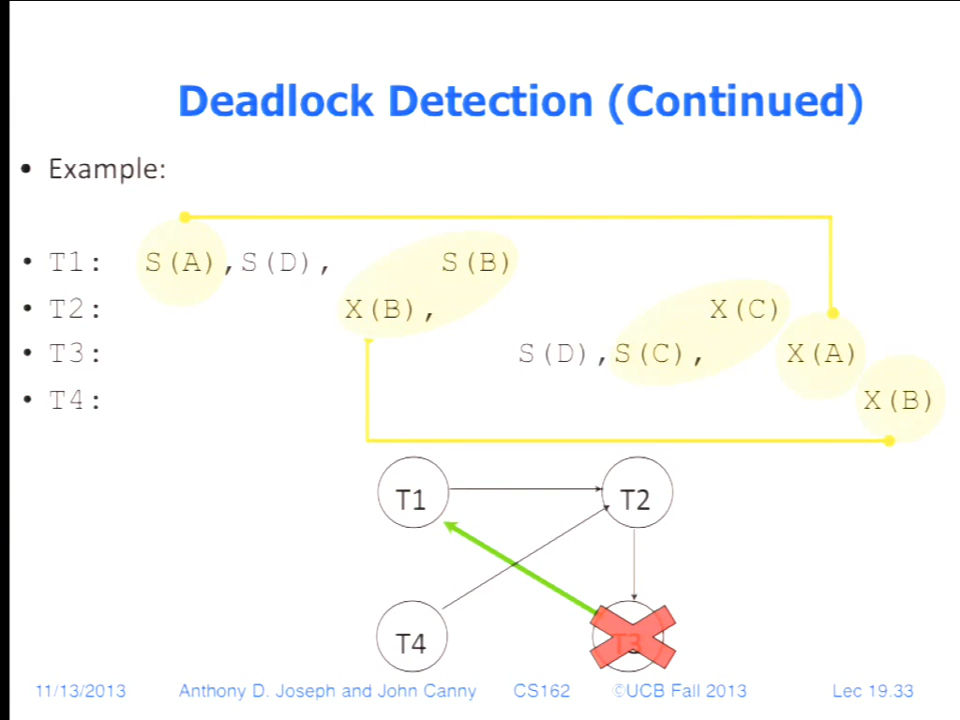 Deadlock Detection (Continued)
• Example:
• T1: S(A),S(D), S(B)
• T2: X(B), X(C)
• T3: S(D),S(C), X(A)
• T4: X(B)
T1 T2
T4 T3
11/13/2013 Anthony D. Joseph and John Canny CS162 ©UCB Fall 2013 Lec 19.33